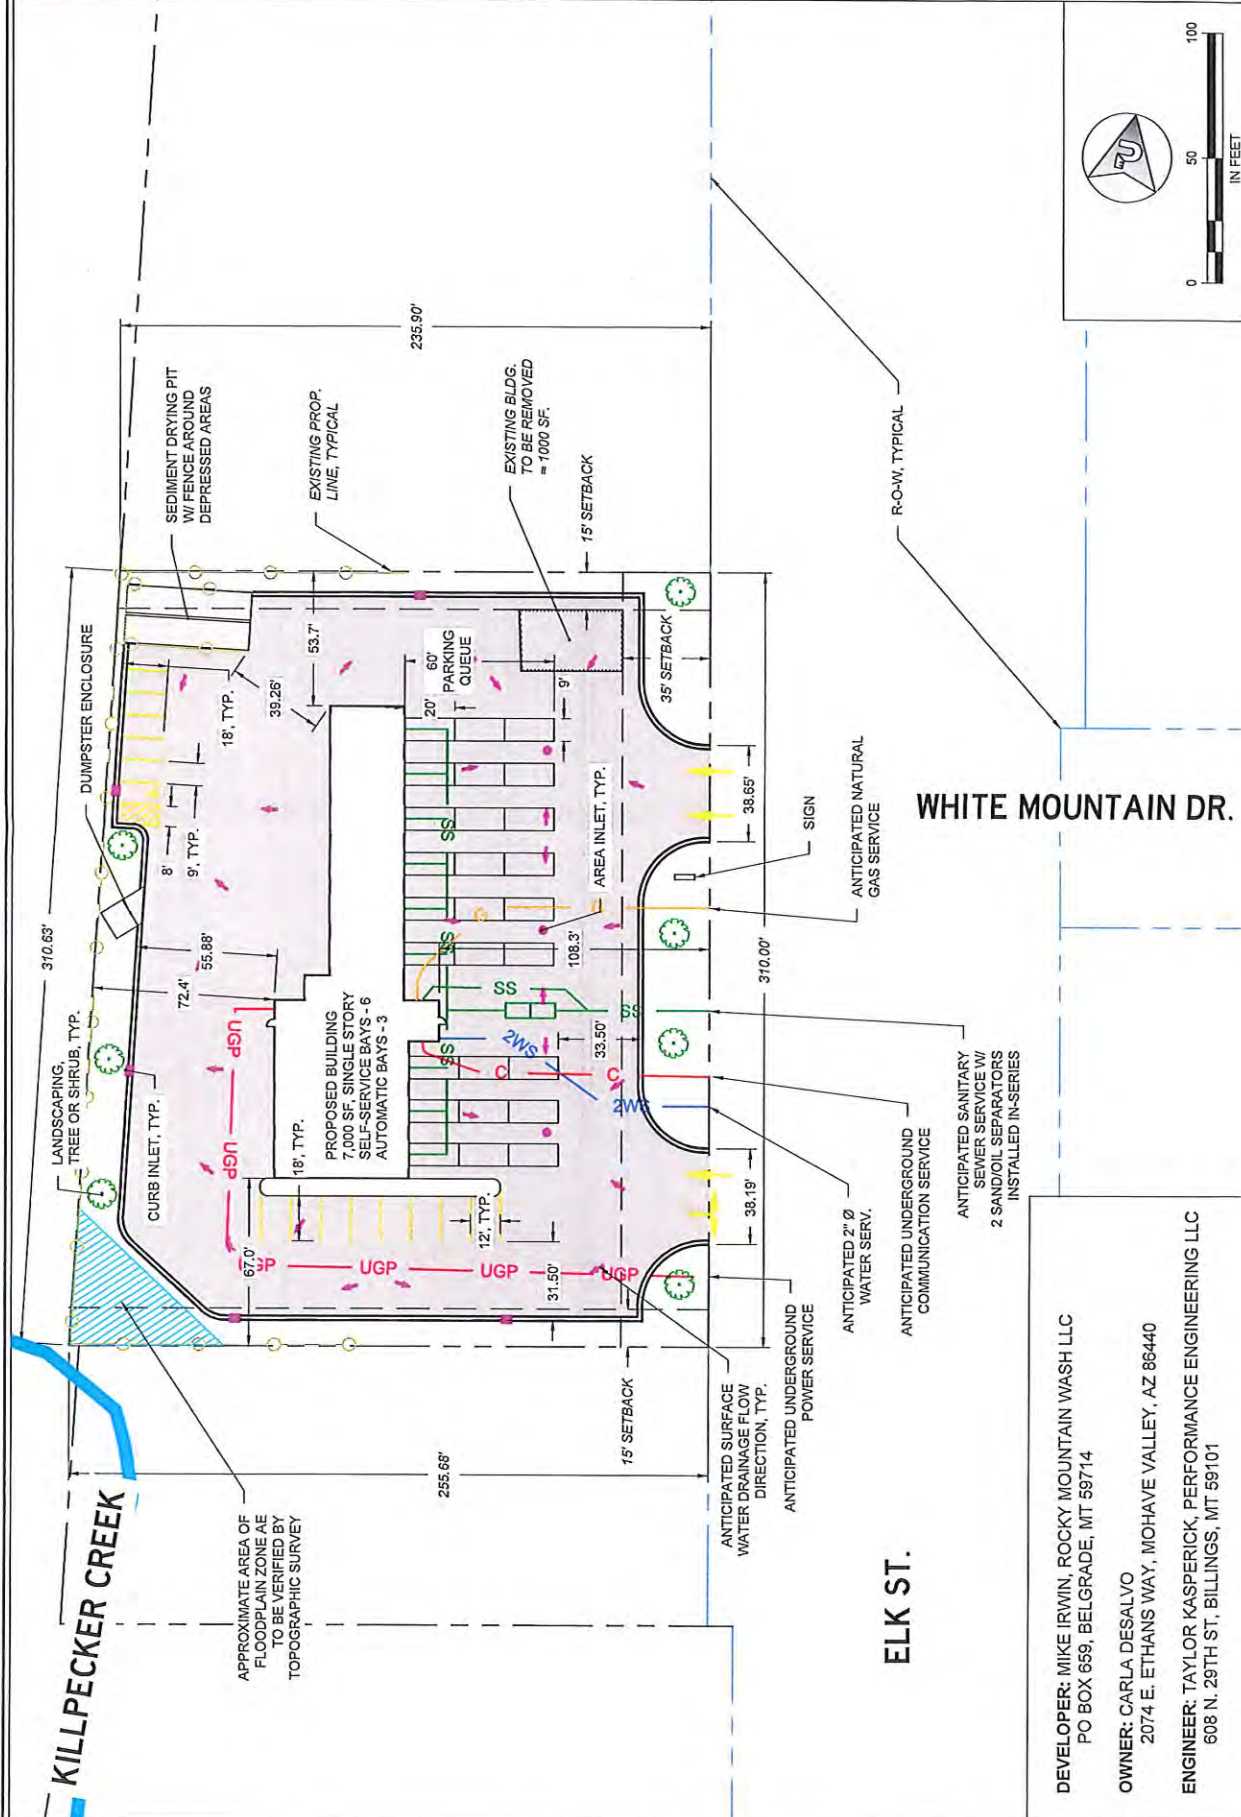 KILLPECKER CREEK
APPROXIMATE AREA OF
FLOODPLAIN ZONE AE
TO BE VERIFIED BY
TOPOGRAPHIC SURVEY
255.68'
310.63'
LANDSCAPING,
TREE OR SHRUB, TYP.
CURB INLET, TYP.
DUMPSTER ENCLOSURE
SEDIMENT DRYING PIT
W/ FENCE AROUND
DEPRESSED AREAS
EXISTING PROP.
LINE, TYPICAL
235.90'
72.4'
55.88'
8'
9', TYP.
18', TYP.
39.26'
53.7'
UGP
UGP
UGP
UGP
UGP
UGP
67.0'
18', TYP.
12', TYP.
31.50'
PROPOSED BUILDING
7,000 SF, SINGLE STORY
SELF-SERVICE BAYS - 6
AUTOMATIC BAYS - 3
20'
60'
PARKING
QUEUE
9'
EXISTING BLDG.
TO BE REMOVED
≈ 1000 SF.
15' SETBACK
35' SETBACK
SS
SS
SS
SS
SS
2WS
2WS
C
C
G
G
33.50'
108.3'
AREA INLET, TYP.
38.19'
38.65'
310.00'
15' SETBACK
ANTICIPATED SURFACE
WATER DRAINAGE FLOW
DIRECTION, TYP.
ANTICIPATED UNDERGROUND
POWER SERVICE
ANTICIPATED 2" Ø
WATER SERV.
ANTICIPATED UNDERGROUND
COMMUNICATION SERVICE
ANTICIPATED SANITARY
SEWER SERVICE W/
2 SAND/OIL SEPARATORS
INSTALLED IN-SERIES
SIGN
ANTICIPATED NATURAL
GAS SERVICE
R-O-W, TYPICAL
ELK ST.
WHITE MOUNTAIN DR.
DEVELOPER: MIKE IRWIN, ROCKY MOUNTAIN WASH LLC
PO BOX 659, BELGRADE, MT 59714
OWNER: CARLA DESALVO
2074 E. ETHANS WAY, MOHAVE VALLEY, AZ 86440
ENGINEER: TAYLOR KASPERICK, PERFORMANCE ENGINEERING LLC
608 N. 29TH ST, BILLINGS, MT 59101
0 50 100
IN FEET